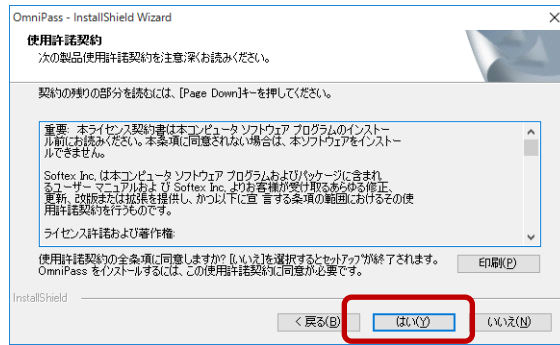 OmniPass - InstallShield Wizard
使用許諾契約
次の製品使用許諾契約を注意深くお読みください。
契約の残りの部分を読むには、[Page Down]キーを押してください。
重要: 本ライセンス契約書は本コンピュータ ソフトウェア プログラムのインストー
ル前にお読みください。本条項に同意されない場合は、本ソフトウェアをインストー
ルできません。
Softex Inc. は本コンピュータ ソフトウェア プログラムおよびパッケージに含まれ
るユーザー マニュアルおよ び Softex Inc. よりお客様が受け取るあらゆる修正、
更新、改版または拡張を提供し、かつ以下に宣 言する条項の範囲におけるその使
用許諾契約を行うものです。
ライセンス許諾および著作権:
使用許諾契約の全条項に同意しますか? [いいえ]を選択するとセットアップが終了されます。
OmniPass をインストールするには、この使用許諾契約に同意が必要です。
印刷(P)
InstallShield
< 戻る(B)
はい(Y)
いいえ(N)